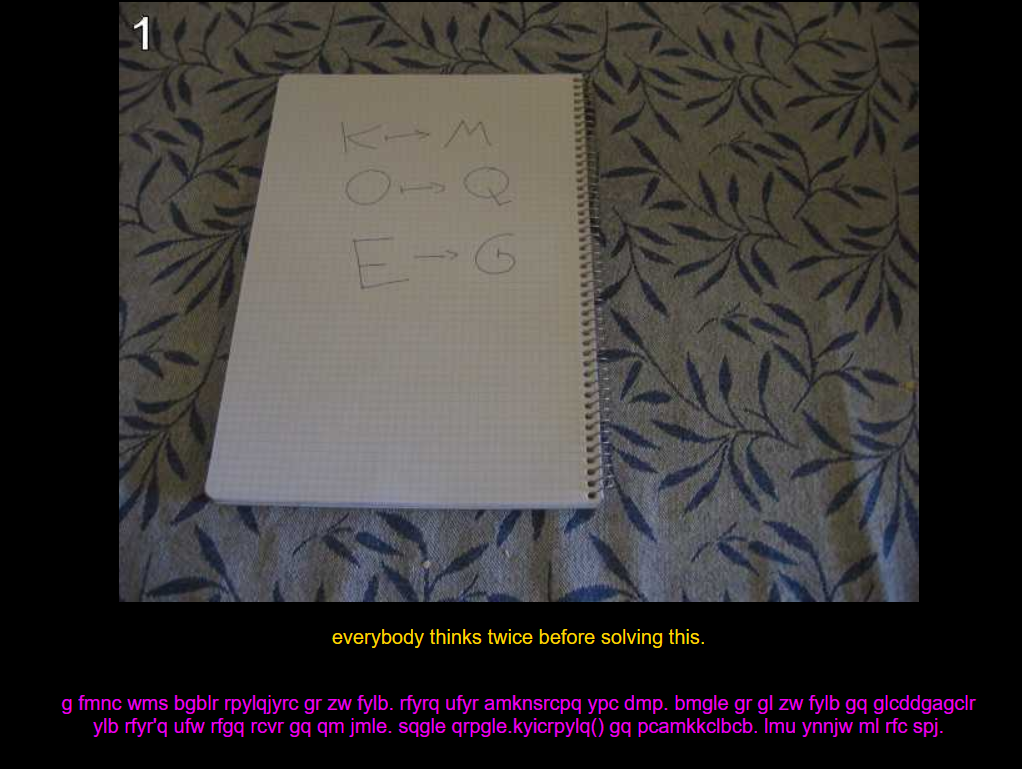 1
K → M
O → Q
E → G
everybody thinks twice before solving this.
g fmnc wms bgblr rpylqjyrc gr zw fylb. rfyrq ufyr amknsrcpq ypc dmp. bmgle gr gl zw fylb gq glcddgagclr
ylb rfyr'q ufw rfgq rcvr gq qm jmle. sqgle qrpgle.kyicrpylq() gq pcamkkclbcb. lmu ynnjw ml rfc spj.